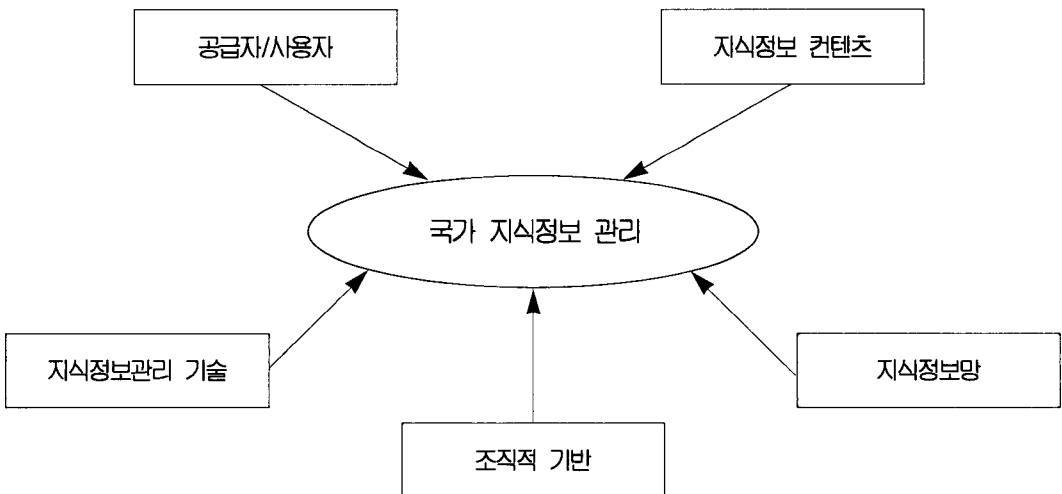 공급자/사용자
지식정보 컨텐츠
국가 지식정보 관리
지식정보관리 기술
지식정보망
조직적 기반